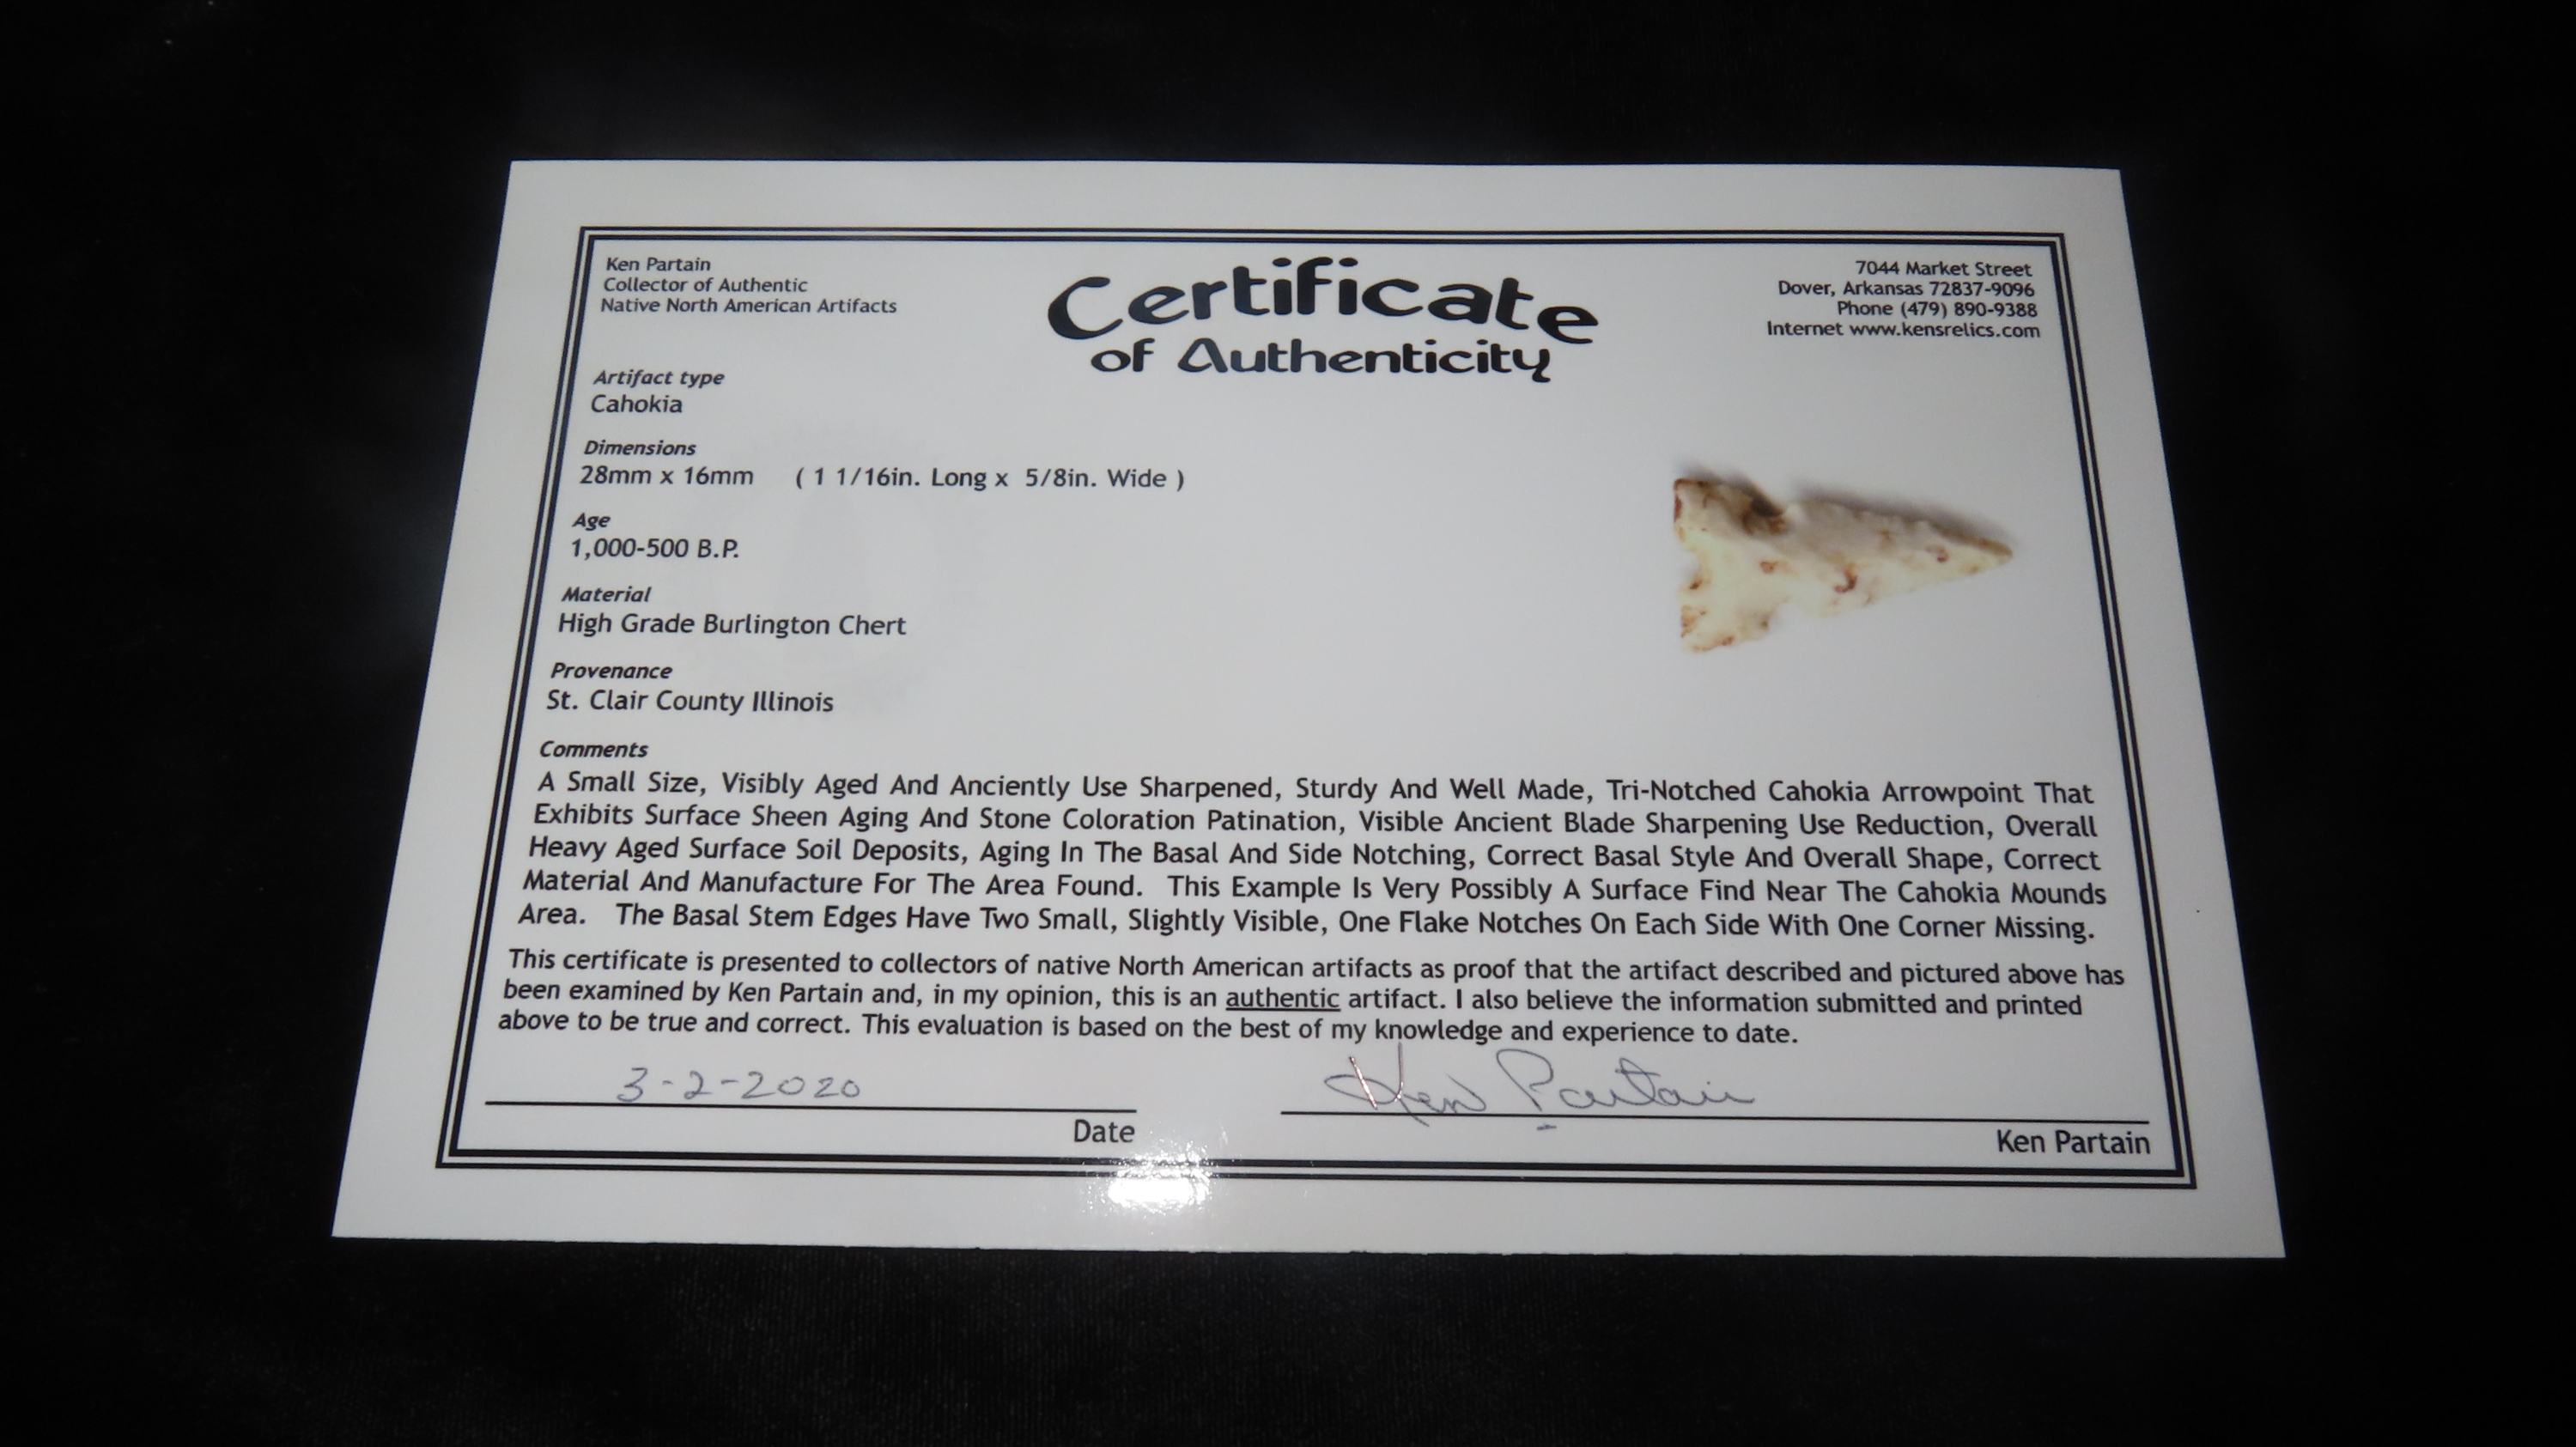 Ken Partain
Collector of Authentic
Native North American Artifacts
Certificate
of Authenticity
7044 Market Street
Dover, Arkansas 72837-9096
Phone (479) 890-9388
Internet www.kensrelics.com
Artifact type
Cahokia
Dimensions
28mm x 16mm ( 1 1/16in. Long x 5/8in. Wide )
Age
1,000-500 B.P.
Material
High Grade Burlington Chert
Provenance
St. Clair County Illinois
Comments
A Small Size, Visibly Aged And Anciently Use Sharpened, Sturdy And Well Made, Tri-Notched Cahokia Arrowpoint That
Exhibits Surface Sheen Aging And Stone Coloration Patination, Visible Ancient Blade Sharpening Use Reduction, Overall
Heavy Aged Surface Soil Deposits, Aging In The Basal And Side Notching, Correct Basal Style And Overall Shape, Correct
Material And Manufacture For The Area Found. This Example Is Very Possibly A Surface Find Near The Cahokia Mounds
Area. The Basal Stem Edges Have Two Small, Slightly Visible, One Flake Notches On Each Side With One Corner Missing.
This certificate is presented to collectors of native North American artifacts as proof that the artifact described and pictured above has
been examined by Ken Partain and, in my opinion, this is an authentic artifact. I also believe the information submitted and printed
above to be true and correct. This evaluation is based on the best of my knowledge and experience to date.
3-2-2020
Ken Partain
Date
Ken Partain